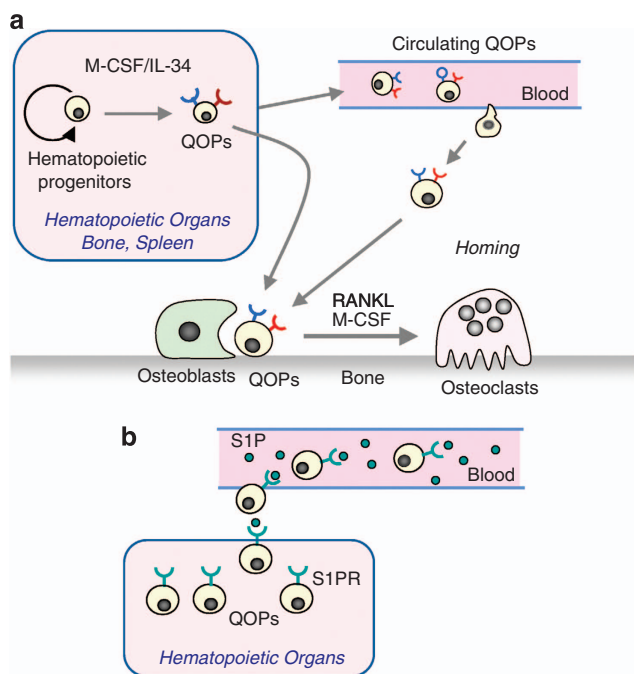 a
M-CSF/IL-34
QOPs
Hematopoietic
progenitors
Hematopoietic Organs
Bone, Spleen
Circulating QOPs
Blood
Homing
RANKL
M-CSF
Osteoblasts
QOPs
Bone
Osteoclasts
b
S1P
Blood
S1PR
QOPs
Hematopoietic Organs